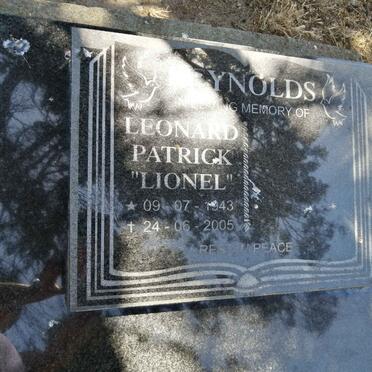 REYNOLDS
IN LOVING MEMORY OF
LEONARD
PATRICK
"LIONEL"
★ 09 - 07 - 1943
✝ 24 - 06 - 2005
REST IN PEACE